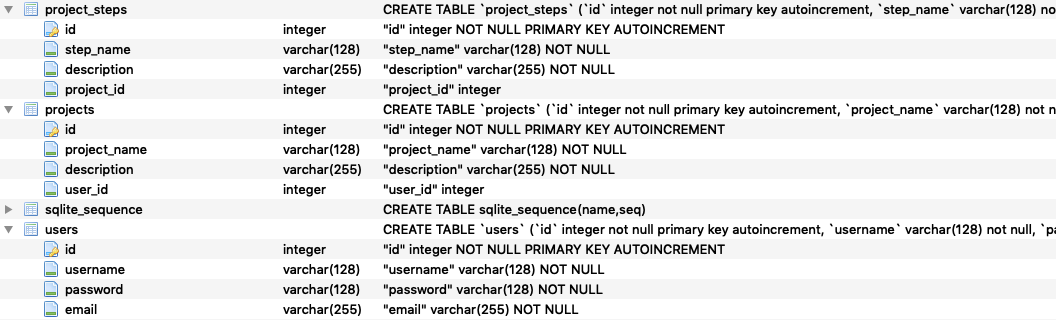 project_steps CREATE TABLE `project_steps` (`id` integer not null primary key autoincrement, `step_name` varchar(128) no
id integer "id" integer NOT NULL PRIMARY KEY AUTOINCREMENT
step_name varchar(128) "step_name" varchar(128) NOT NULL
description varchar(255) "description" varchar(255) NOT NULL
project_id integer "project_id" integer
projects CREATE TABLE `projects` (`id` integer not null primary key autoincrement, `project_name` varchar(128) not n
id integer "id" integer NOT NULL PRIMARY KEY AUTOINCREMENT
project_name varchar(128) "project_name" varchar(128) NOT NULL
description varchar(255) "description" varchar(255) NOT NULL
user_id integer "user_id" integer
sqlite_sequence CREATE TABLE sqlite_sequence(name,seq)
users CREATE TABLE `users` (`id` integer not null primary key autoincrement, `username` varchar(128) not null, `pa
id integer "id" integer NOT NULL PRIMARY KEY AUTOINCREMENT
username varchar(128) "username" varchar(128) NOT NULL
password varchar(128) "password" varchar(128) NOT NULL
email varchar(255) "email" varchar(255) NOT NULL